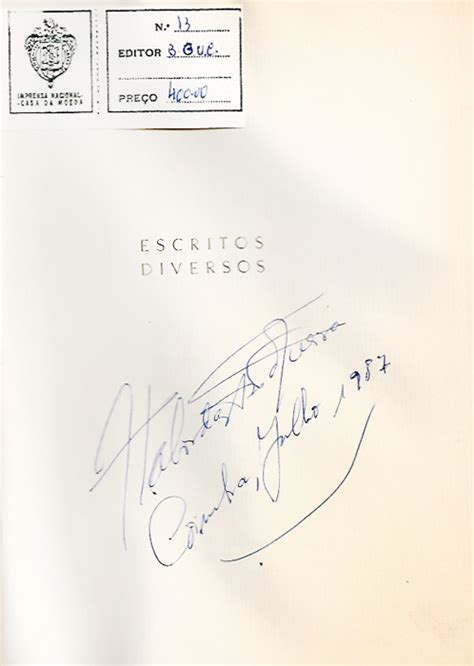 N.º 13
EDITOR B.G.U.C.
IMPRENSA NACIONAL-
CASA DA MOEDA
PREÇO 400.00
ESCRITOS
DIVERSOS
Coimbra, Julho 1987